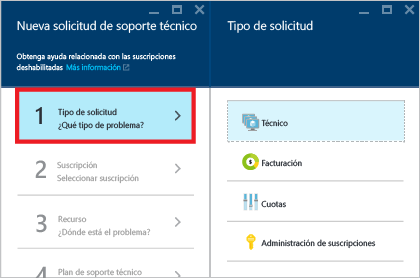 Nueva solicitud de soporte técnico
Obtenga ayuda relacionada con las suscripciones
deshabilitadas Más información
1 Tipo de solicitud
¿Qué tipo de problema?
2 Suscripción
Seleccionar suscripción
3 Recurso
¿Dónde está el problema?
4 Plan de soporte técnico
Tipo de solicitud
Técnico
Facturación
Cuotas
Administración de suscripciones